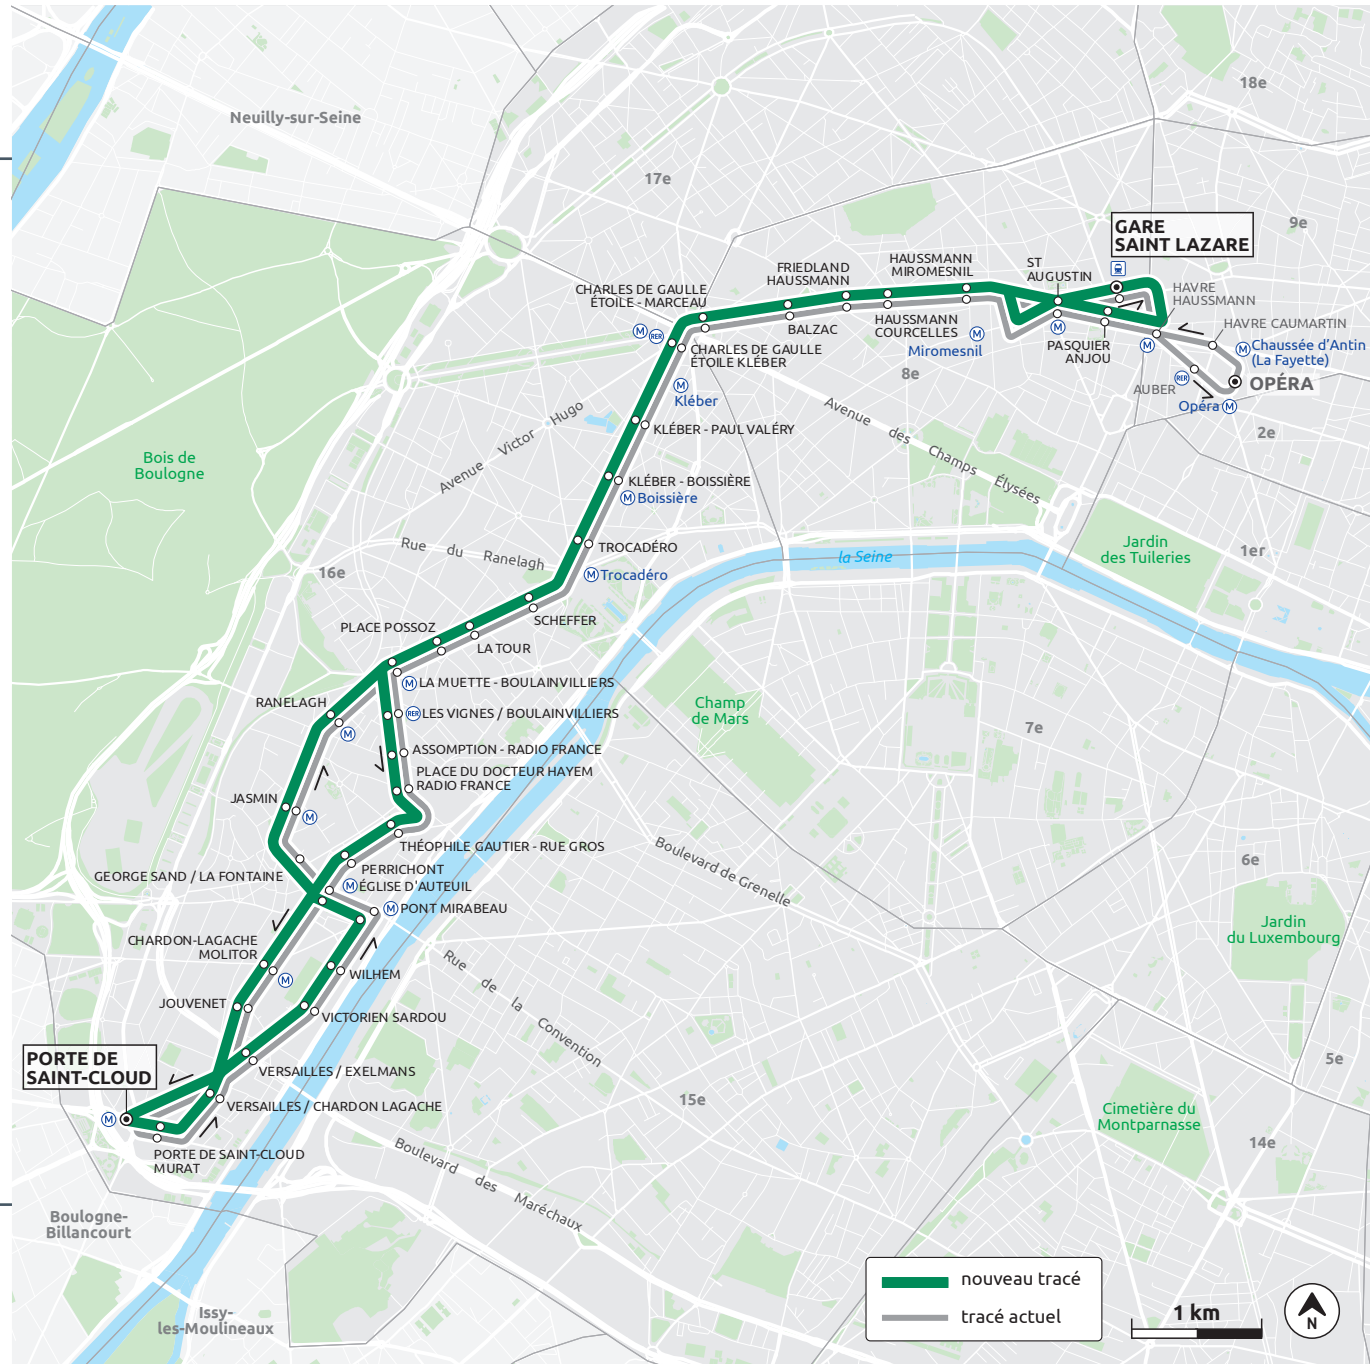 18e
Neuilly-sur-Seine
17e
9e
GARE
SAINT LAZARE
ST
AUGUSTIN
HAUSSMANN
MIROMESNIL
FRIEDLAND
HAUSSMANN
CHARLES DE GAULLE
ÉTOILE - MARCEAU
HAVRE
HAUSSMANN
HAUSSMANN
COURCELLES
BALZAC
HAVRE CAUMARTIN
M
RER
M
Miromesnil
M
PASQUIER
ANJOU
M
M
Chaussée d'Antin
(La Fayette)
CHARLES DE GAULLE
ÉTOILE KLÉBER
8e
RER
AUBER
OPÉRA
M
Kléber
Opéra
M
2e
Avenue Victor Hugo
Avenue des Champs Élysées
KLÉBER - PAUL VALÉRY
Bois de
Boulogne
KLÉBER - BOISSIÈRE
M
Boissière
Rue du Ranelagh
TROCADÉRO
M
Trocadéro
la Seine
Jardin
des Tuileries
1er
16e
SCHEFFER
PLACE POSSOZ
LA TOUR
M
LA MUETTE - BOULAINVILLIERS
RANELAGH
M
RER
LES VIGNES / BOULAINVILLIERS
Champ
de Mars
7e
ASSOMPTION - RADIO FRANCE
PLACE DU DOCTEUR HAYEM
RADIO FRANCE
JASMIN
M
THÉOPHILE GAUTIER - RUE GROS
Boulevard de Grenelle
6e
GEORGE SAND / LA FONTAINE
PERRICHONT
M
ÉGLISE D'AUTEUIL
M
PONT MIRABEAU
Jardin
du Luxembourg
CHARDON-LAGACHE
MOLITOR
M
WILHEM
Rue de la Convention
JOUVENET
VICTORIEN SARDOU
PORTE DE
SAINT-CLOUD
VERSAILLES / EXELMANS
5e
M
VERSAILLES / CHARDON LAGACHE
15e
Cimetière du
Montparnasse
14e
PORTE DE SAINT-CLOUD
MURAT
Boulevard des Maréchaux
Boulogne-
Billancourt
Issy-
les-Moulineaux
nouveau tracé
tracé actuel
1 km
N